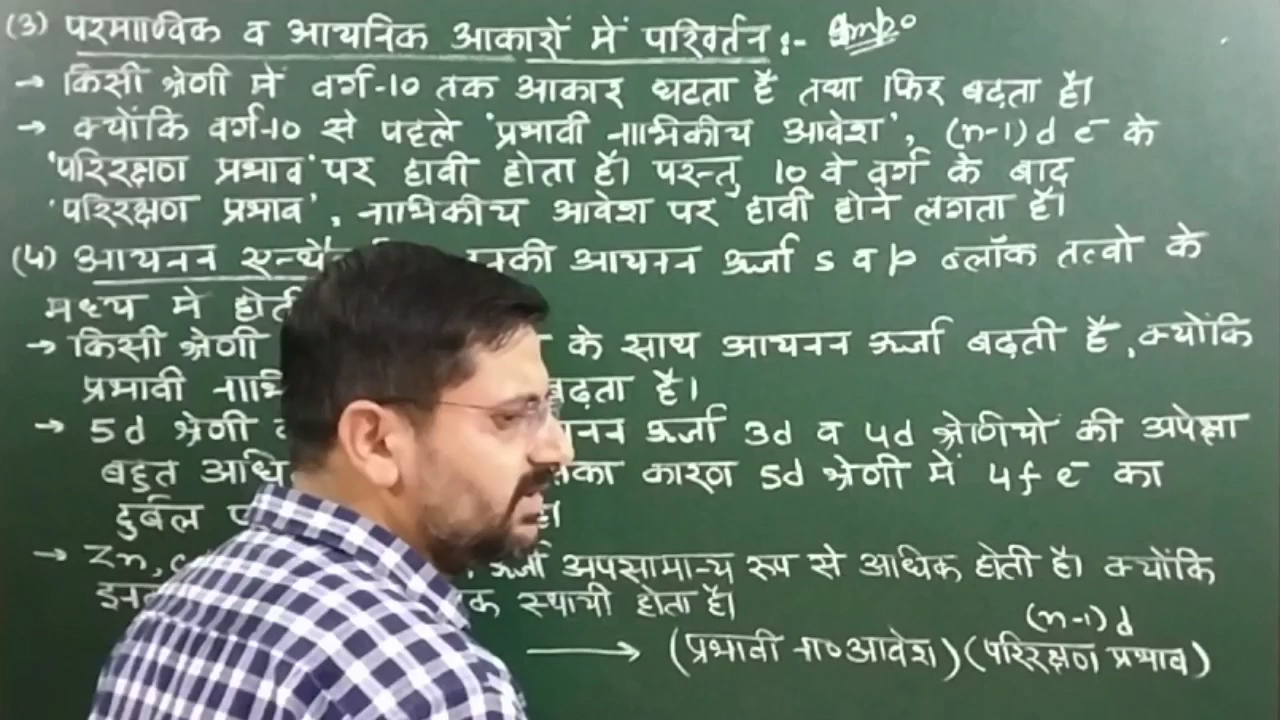 (3) परमाण्विक व आयनिक आकारों में परिवर्तन :- Imp०
→ किसी श्रेणी में वर्ग-10 तक आकार घटता है तथा फिर बढ़ता है।
→ क्योंकि वर्ग-10 से पहले 'प्रभावी नाभिकीय आवेश', (n-1) d e⁻ के
'परिरक्षण प्रभाव' पर हावी होता है। परन्तु 10 वे वर्ग के बाद
'परिरक्षण प्रभाव', नाभिकीय आवेश पर हावी होने लगता है।
(4) आयनन आयनन ऊर्जा s व p ब्लॉक तत्वो के
मध्य मे
→ किसी श्रेणी के साथ आयनन ऊर्जा बढ़ती है, क्योंकि
प्रभावी बढ़ता है।
→ 5d श्रेणी ऊर्जा 3d व 4d श्रेणियो की अपेक्षा
बहुत कारण 5d श्रेणी में 4f e⁻ का
दुर्बल
→ Zn, ऊर्जा अपसामान्य रूप से अधिक होती है। क्योंकि
स्थायी होता है।
(n-1) d
→ (प्रभावी ना० आवेश) (परिरक्षण प्रभाव)